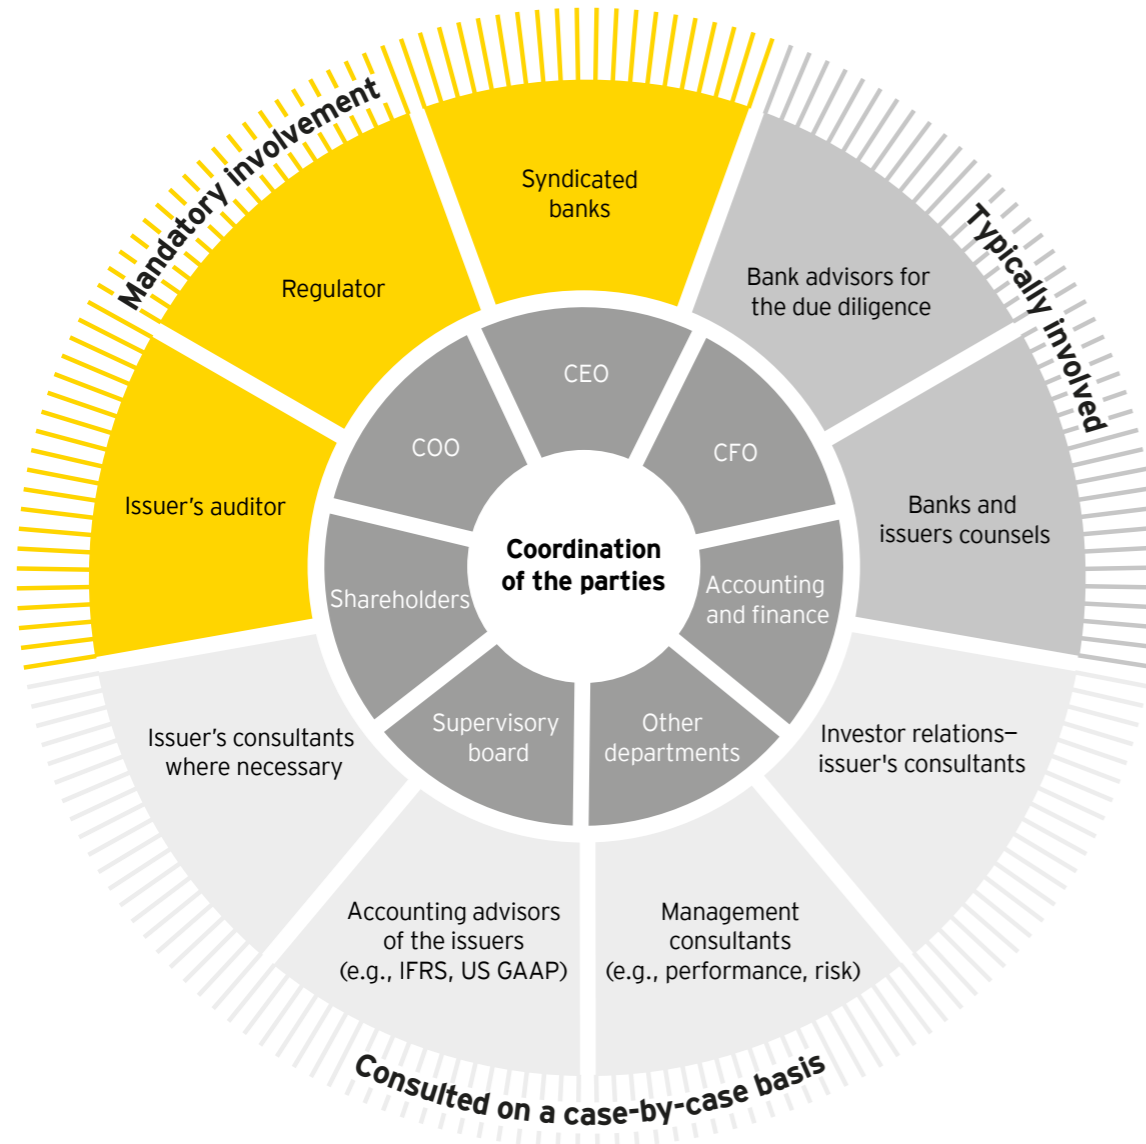 Mandatory involvement
Syndicated
banks
Regulator
Issuer’s auditor
Typically involved
Bank advisors for
the due diligence
Banks and
issuers counsels
CEO
COO
CFO
Shareholders
Coordination
of the parties
Accounting
and finance
Supervisory
board
Other
departments
Issuer’s consultants
where necessary
Investor relations–
issuer's consultants
Accounting advisors
of the issuers
(e.g., IFRS, US GAAP)
Management
consultants
(e.g., performance, risk)
Consulted on a case-by-case basis